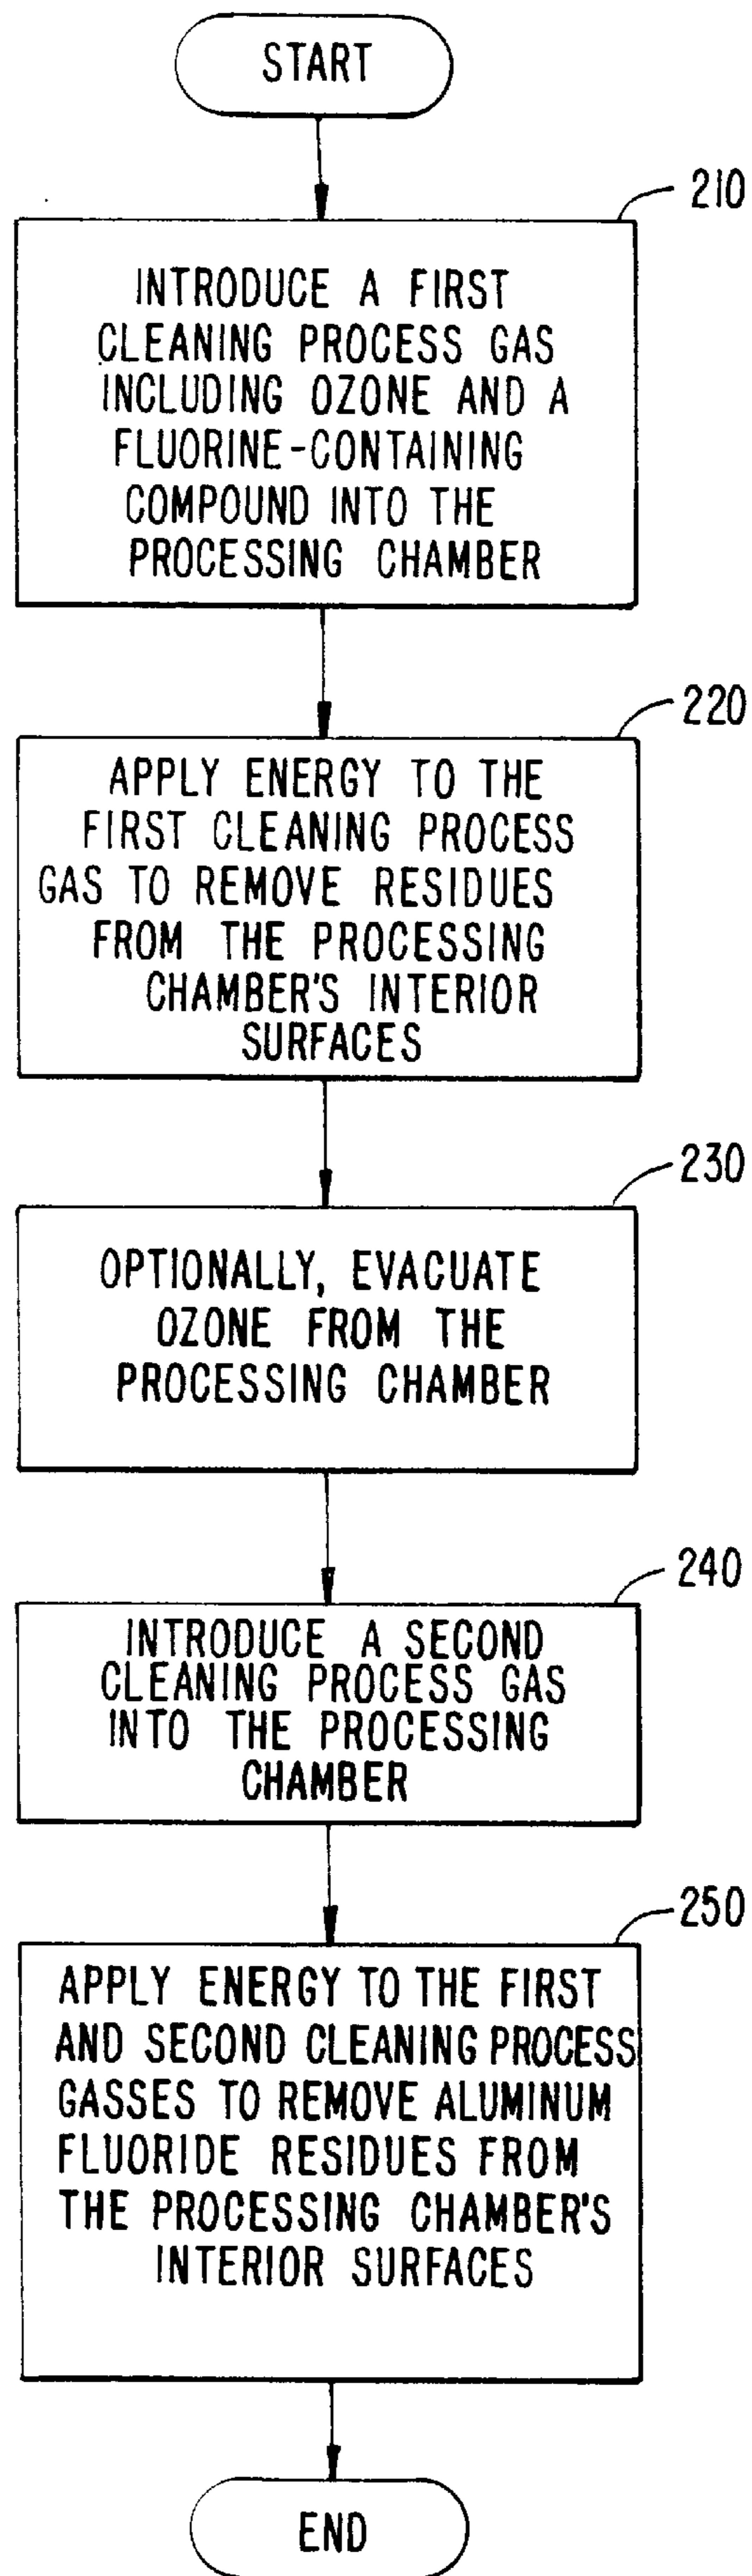 START
210
INTRODUCE A FIRST
CLEANING PROCESS GAS
INCLUDING OZONE AND A
FLUORINE-CONTAINING
COMPOUND INTO THE
PROCESSING CHAMBER
220
APPLY ENERGY TO THE
FIRST CLEANING PROCESS
GAS TO REMOVE RESIDUES
FROM THE PROCESSING
CHAMBER'S INTERIOR
SURFACES
230
OPTIONALLY, EVACUATE
OZONE FROM THE
PROCESSING CHAMBER
240
INTRODUCE A SECOND
CLEANING PROCESS GAS
INTO THE PROCESSING
CHAMBER
250
APPLY ENERGY TO THE FIRST
AND SECOND CLEANING PROCESS
GASSES TO REMOVE ALUMINUM
FLUORIDE RESIDUES FROM
THE PROCESSING CHAMBER'S
INTERIOR SURFACES
END